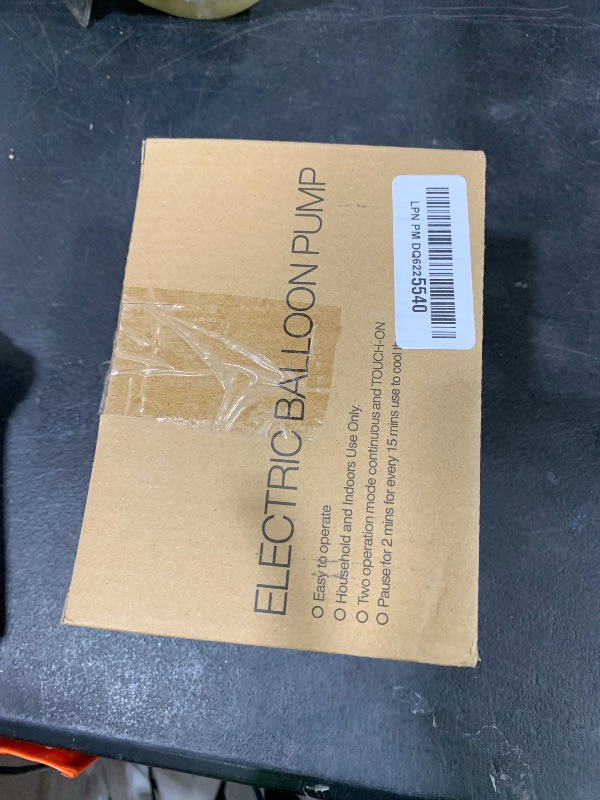 ELECTRIC BALLOON PUMP
O Easy to operate
O Household and Indoors Use Only.
O Two operation mode continuous and TOUCH-ON
O Pause for 2 mins for every 15 mins use to cool
LPN PM DQ6225540